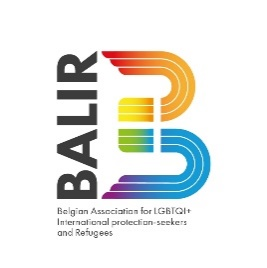 BALIR
B
Belgian Association for LGBTQI+
International protection-seekers
and Refugees